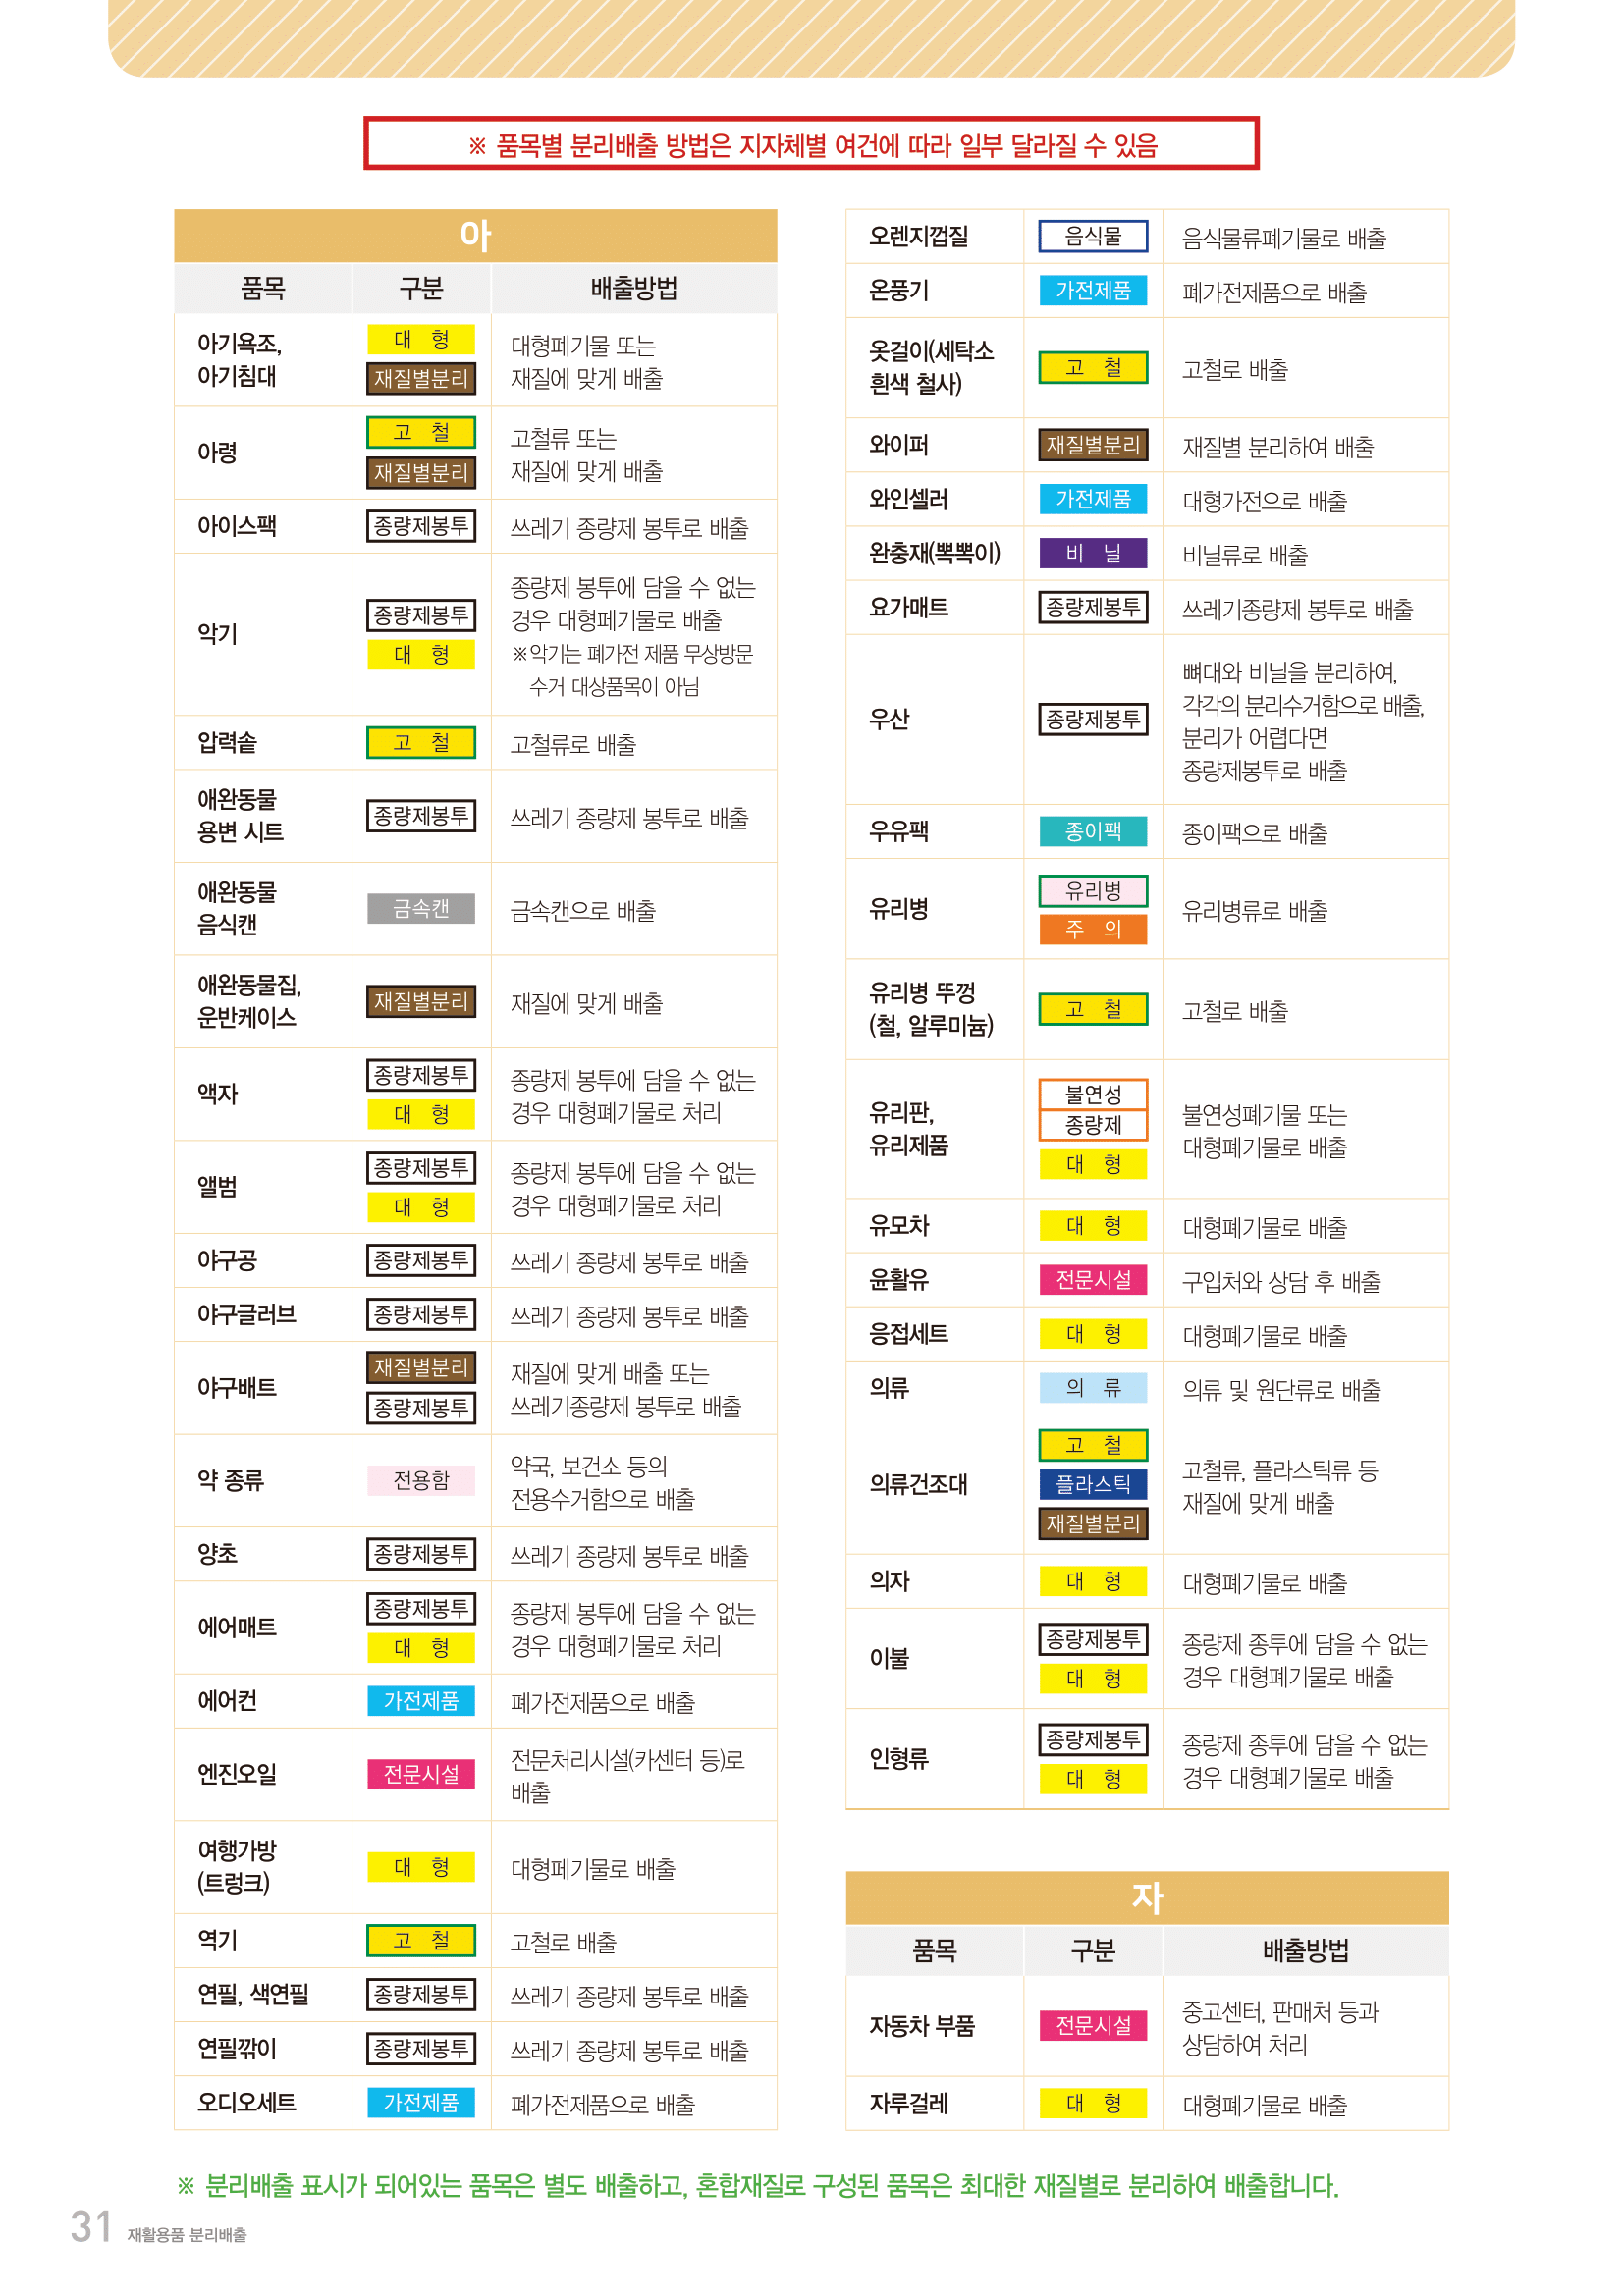 ※ 품목별 분리배출 방법은 지자체별 여건에 따라 일부 달라질 수 있음
아
품목 구분 배출방법
아기욕조,
아기침대
대 형
재질별분리
대형폐기물 또는
재질에 맞게 배출
아령
고 철
재질별분리
고철류 또는
재질에 맞게 배출
아이스팩 종량제봉투 쓰레기 종량제 봉투로 배출
악기
종량제봉투
대 형
종량제 봉투에 담을 수 없는
경우 대형폐기물로 배출
※악기는 폐가전 제품 무상방문
수거 대상품목이 아님
압력솥 고 철 고철류로 배출
애완동물
용변 시트
종량제봉투 쓰레기 종량제 봉투로 배출
애완동물
음식캔
금속캔 금속캔으로 배출
애완동물집,
운반케이스
재질별분리 재질에 맞게 배출
액자
종량제봉투
대 형
종량제 봉투에 담을 수 없는
경우 대형폐기물로 처리
앨범
종량제봉투
대 형
종량제 봉투에 담을 수 없는
경우 대형폐기물로 처리
야구공 종량제봉투 쓰레기 종량제 봉투로 배출
야구글러브 종량제봉투 쓰레기 종량제 봉투로 배출
야구배트
재질별분리
종량제봉투
재질에 맞게 배출 또는
쓰레기종량제 봉투로 배출
약 종류 전용함
약국, 보건소 등의
전용수거함으로 배출
양초 종량제봉투 쓰레기 종량제 봉투로 배출
에어매트
종량제봉투
대 형
종량제 봉투에 담을 수 없는
경우 대형폐기물로 처리
에어컨 가전제품 폐가전제품으로 배출
엔진오일 전문시설
전문처리시설(카센터 등)로
배출
여행가방
(트렁크)
대 형 대형페기물로 배출
역기 고 철 고철로 배출
연필, 색연필 종량제봉투 쓰레기 종량제 봉투로 배출
연필깎이 종량제봉투 쓰레기 종량제 봉투로 배출
오디오세트 가전제품 폐가전제품으로 배출
오렌지껍질 음식물 음식물류폐기물로 배출
온풍기 가전제품 폐가전제품으로 배출
옷걸이(세탁소
흰색 철사)
고 철 고철로 배출
와이퍼 재질별분리 재질별 분리하여 배출
와인셀러 가전제품 대형가전으로 배출
완충재(뽁뽁이) 비 닐 비닐류로 배출
요가매트 종량제봉투 쓰레기종량제 봉투로 배출
우산 종량제봉투
뼈대와 비닐을 분리하여,
각각의 분리수거함으로 배출,
분리가 어렵다면
종량제봉투로 배출
우유팩 종이팩 종이팩으로 배출
유리병
유리병
주 의
유리병류로 배출
유리병 뚜껑
(철, 알루미늄)
고 철 고철로 배출
유리판,
유리제품
불연성
종량제
대 형
불연성폐기물 또는
대형폐기물로 배출
유모차 대 형 대형폐기물로 배출
윤활유 전문시설 구입처와 상담 후 배출
응접세트 대 형 대형폐기물로 배출
의류 의 류 의류 및 원단류로 배출
의류건조대
고 철
플라스틱
재질별분리
고철류, 플라스틱류 등
재질에 맞게 배출
의자 대 형 대형폐기물로 배출
이불
종량제봉투
대 형
종량제 종투에 담을 수 없는
경우 대형폐기물로 배출
인형류
종량제봉투
대 형
종량제 종투에 담을 수 없는
경우 대형폐기물로 배출
자
품목 구분 배출방법
자동차 부품 전문시설
중고센터, 판매처 등과
상담하여 처리
자루걸레 대 형 대형폐기물로 배출
※ 분리배출 표시가 되어있는 품목은 별도 배출하고, 혼합재질로 구성된 품목은 최대한 재질별로 분리하여 배출합니다.
31 재활용품 분리배출